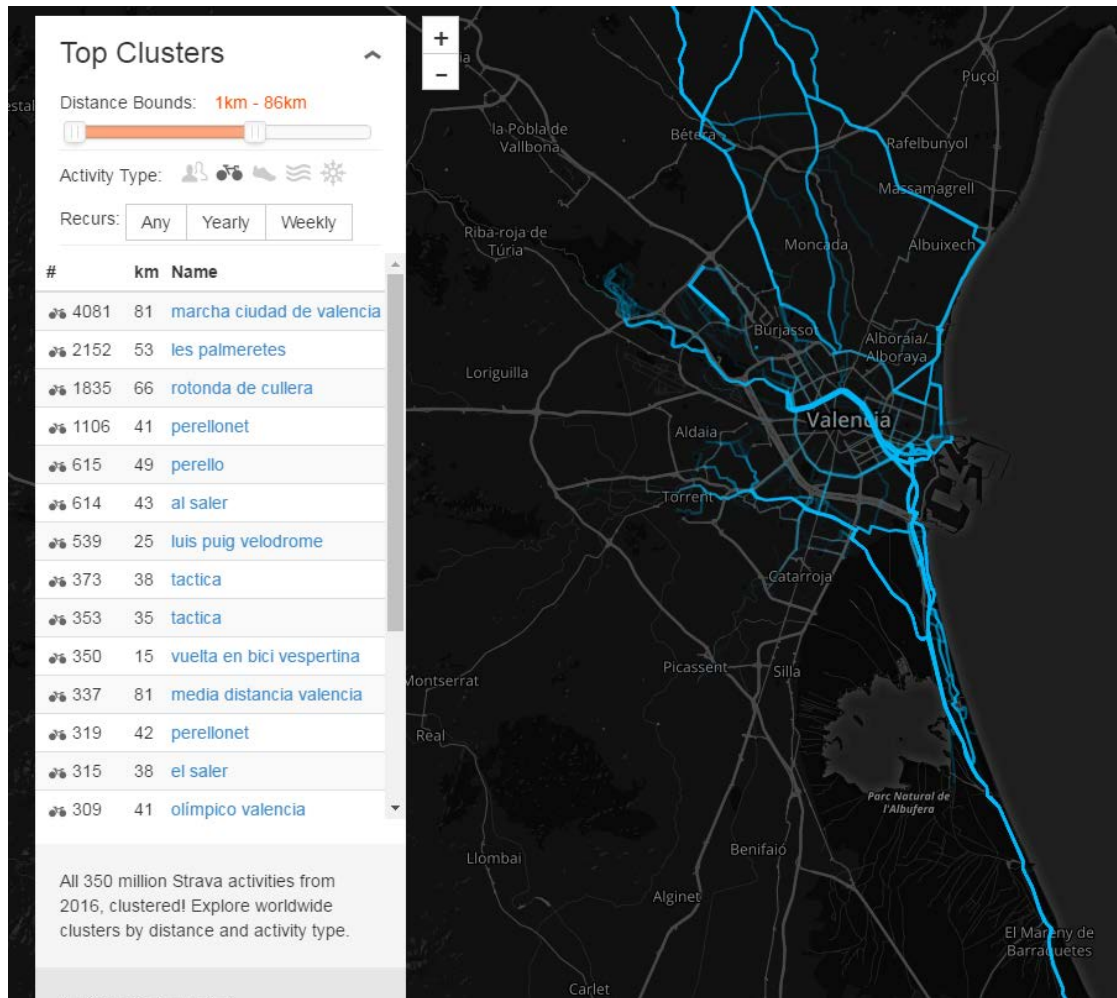 Top Clusters
Distance Bounds: 1km - 86km
Activity Type:
Recurs: Any Yearly Weekly
# km Name
4081 81 marcha ciudad de valencia
2152 53 les palmeretes
1835 66 rotonda de cullera
1106 41 perellonet
615 49 perello
614 43 al saler
539 25 luis puig velodrome
373 38 tactica
353 35 tactica
350 15 vuelta en bici vespertina
337 81 media distancia valencia
319 42 perellonet
315 38 el saler
309 41 olímpico valencia
All 350 million Strava activities from
2016, clustered! Explore worldwide
clusters by distance and activity type.
+
-
Puçol
la Pobla de
Vallbona
Bétera
Rafelbunyol
Massamagrell
Riba-roja de
Túria
Moncada
Albuixech
Burjassot
Alboraia/
Alboraya
Loriguilla
Valencia
Aldaia
Torrent
Catarroja
Picassent
Silla
Montserrat
Real
Parc Natural de
l'Albufera
Benifaió
Llombai
Alginet
El Mareny de
Barraquetes
Carlet